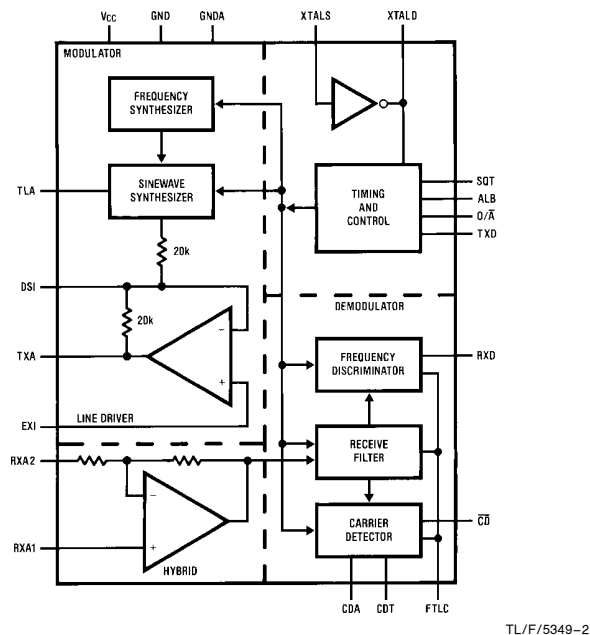 VCC GND GNDA XTALS XTALD
MODULATOR
FREQUENCY
SYNTHESIZER
TLA
SINEWAVE
SYNTHESIZER
TIMING
AND
CONTROL
SQT
ALB
O/A̅
TXD
20k
DSI
20k
DEMODULATOR
TXA
−
+
FREQUENCY
DISCRIMINATOR
RXD
EXI
LINE DRIVER
RXA2
RECEIVE
FILTER
−
+
RXA1
HYBRID
CARRIER
DETECTOR
C̅D̅
CDA CDT FTLC
TL/F/5349–2